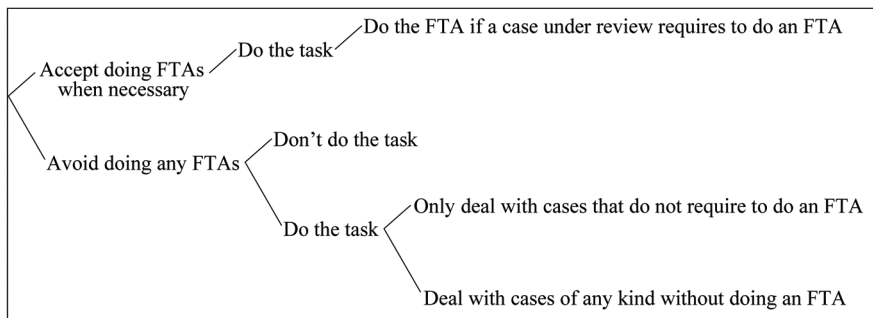 Do the FTA if a case under review requires to do an FTA
Do the task
Accept doing FTAs
when necessary
Don’t do the task
Avoid doing any FTAs
Only deal with cases that do not require to do an FTA
Do the task
Deal with cases of any kind without doing an FTA